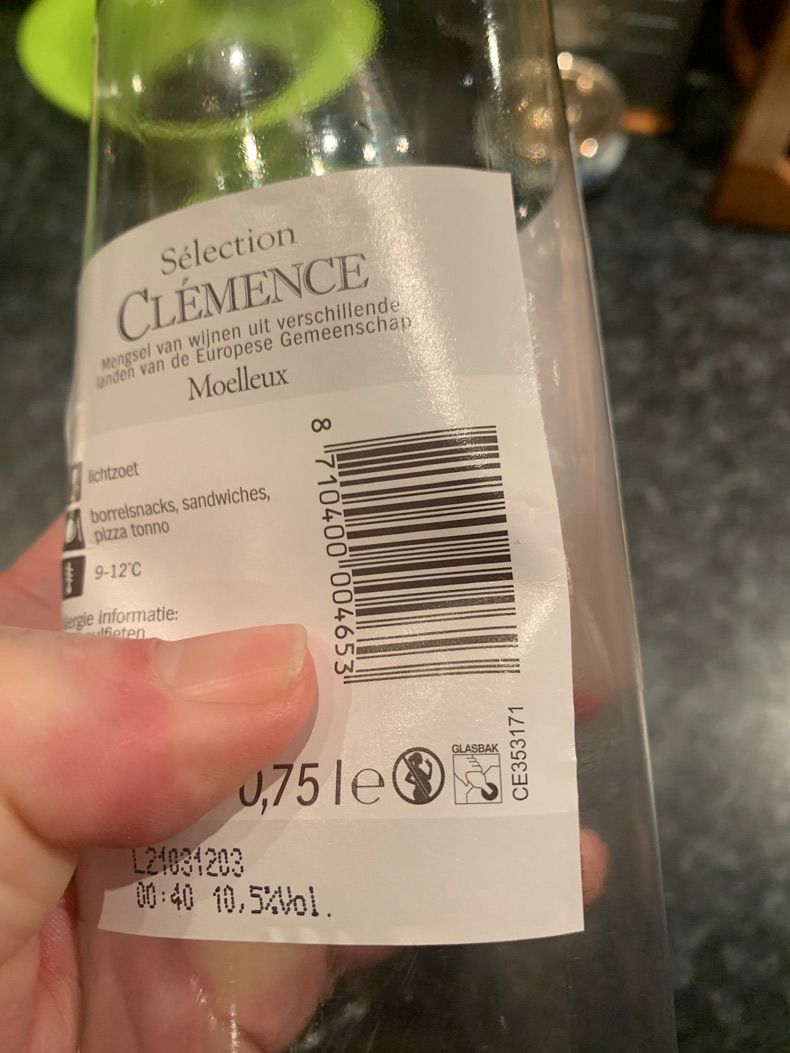 Sélection
CLÉMENCE
Mengsel van wijnen uit verschillende
landen van de Europese Gemeenschap
Moelleux
lichtzoet
borrelsnacks, sandwiches,
pizza tonno
9-12°C
informatie:
8 710400 004653
0,75 l e
GLASBAK
CE353171
L21031203
00:40 10,5%Vol.